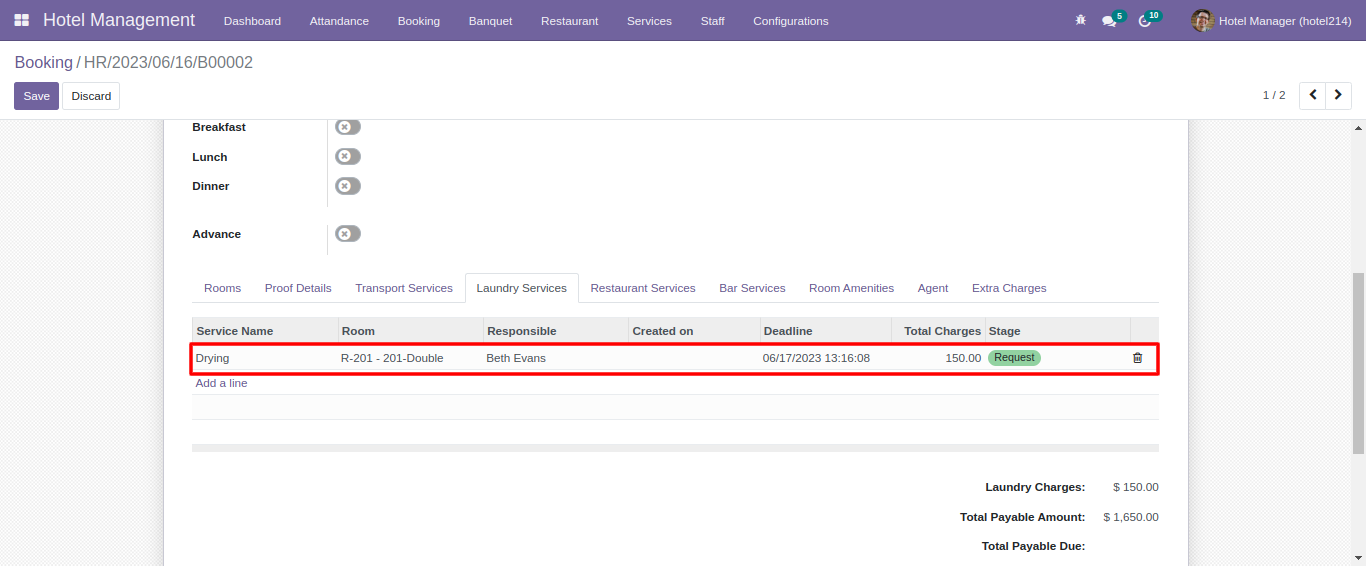 Hotel Management Dashboard Attandance Booking Banquet Restaurant Services Staff Configurations 5 10 Hotel Manager (hotel214)
Booking / HR/2023/06/16/B00002
Save Discard 1 / 2
Breakfast
Lunch
Dinner
Advance
Rooms Proof Details Transport Services Laundry Services Restaurant Services Bar Services Room Amenities Agent Extra Charges
Service Name Room Responsible Created on Deadline Total Charges Stage
Drying R-201 - 201-Double Beth Evans 06/17/2023 13:16:08 150.00 Request
Add a line
Laundry Charges: $ 150.00
Total Payable Amount: $ 1,650.00
Total Payable Due: